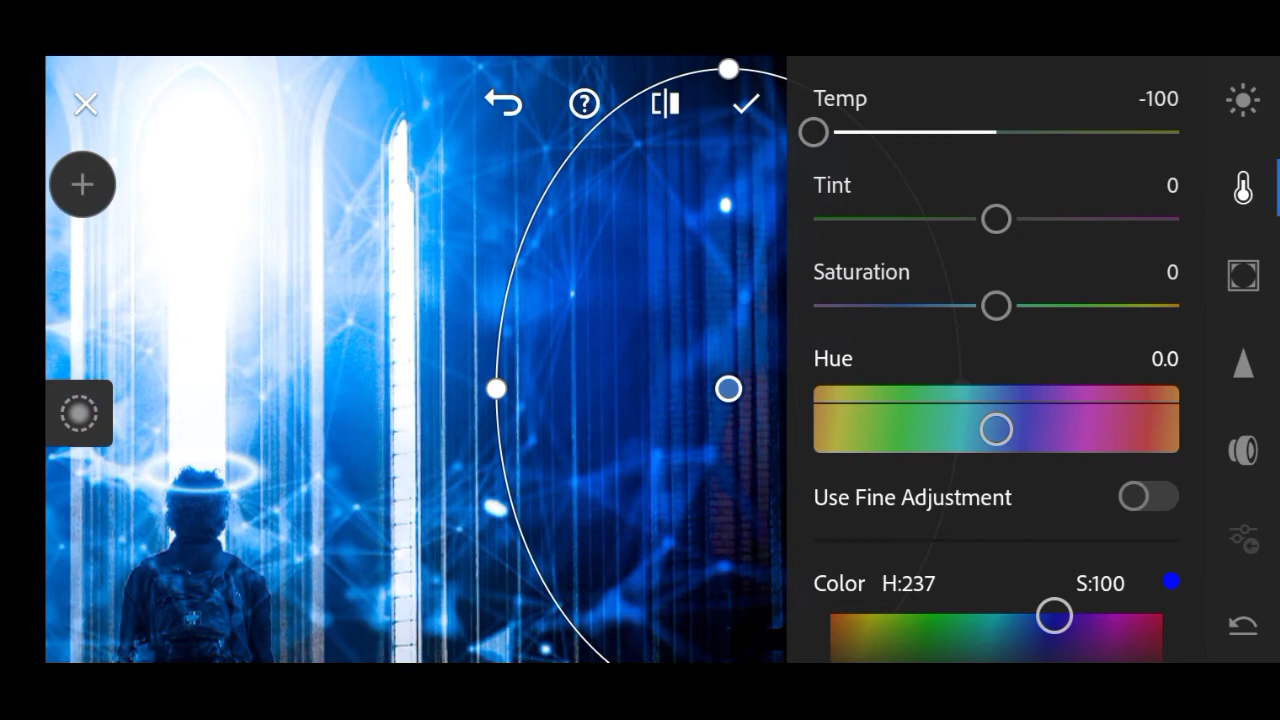 Temp -100
Tint 0
Saturation 0
Hue 0.0
Use Fine Adjustment
Color H:237 S:100